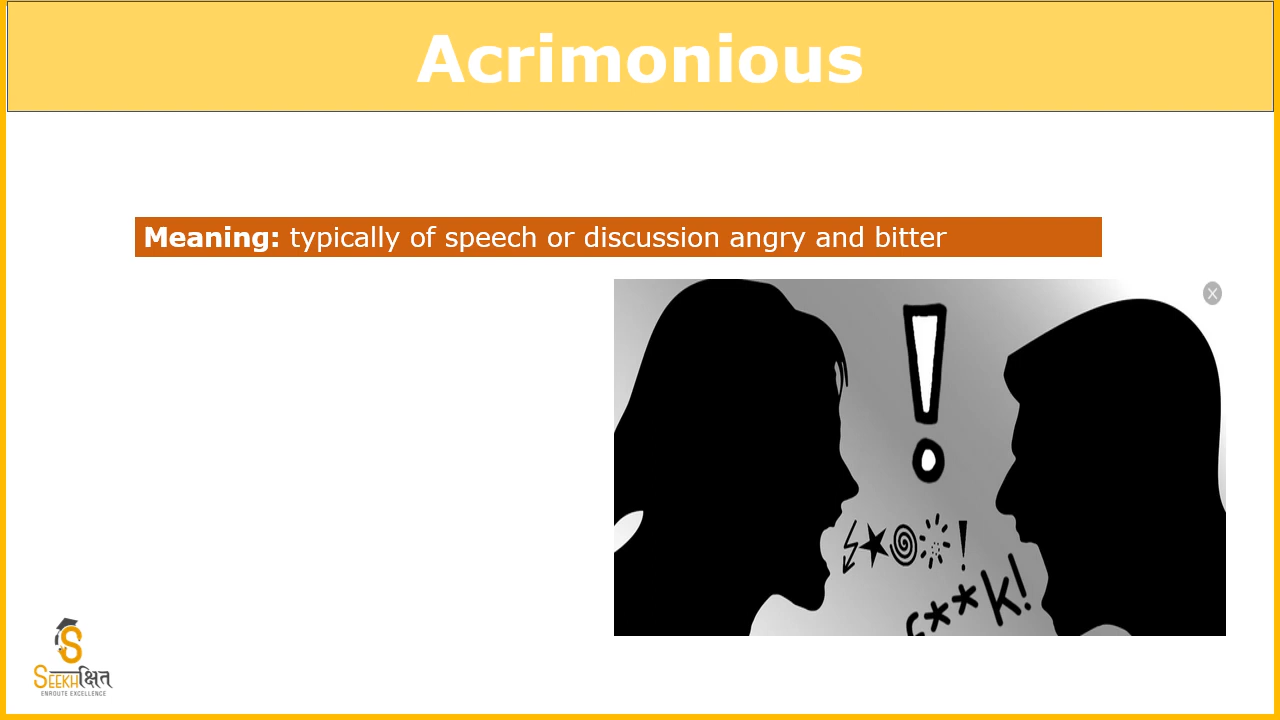 Acrimonious
Meaning: typically of speech or discussion angry and bitter
!
f**k!
S
SEEKHक्षित
ENROUTE EXCELLENCE